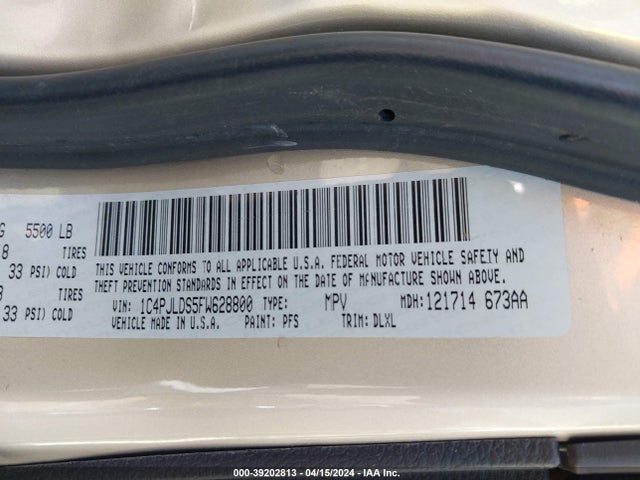 G 5500 LB
8 TIRES
33 PSI) COLD
TIRES
33 PSI) COLD
THIS VEHICLE CONFORMS TO ALL APPLICABLE U.S.A. FEDERAL MOTOR VEHICLE SAFETY AND
THEFT PREVENTION STANDARDS IN EFFECT ON THE DATE OF MANUFACTURE SHOWN ABOVE.
VIN: 1C4PJLDS5FW628800 TYPE: MPV MDH: 121714 673AA
VEHICLE MADE IN U.S.A. PAINT: PFS TRIM: DLXL
000-39202813 - 04/15/2024 - IAA Inc.